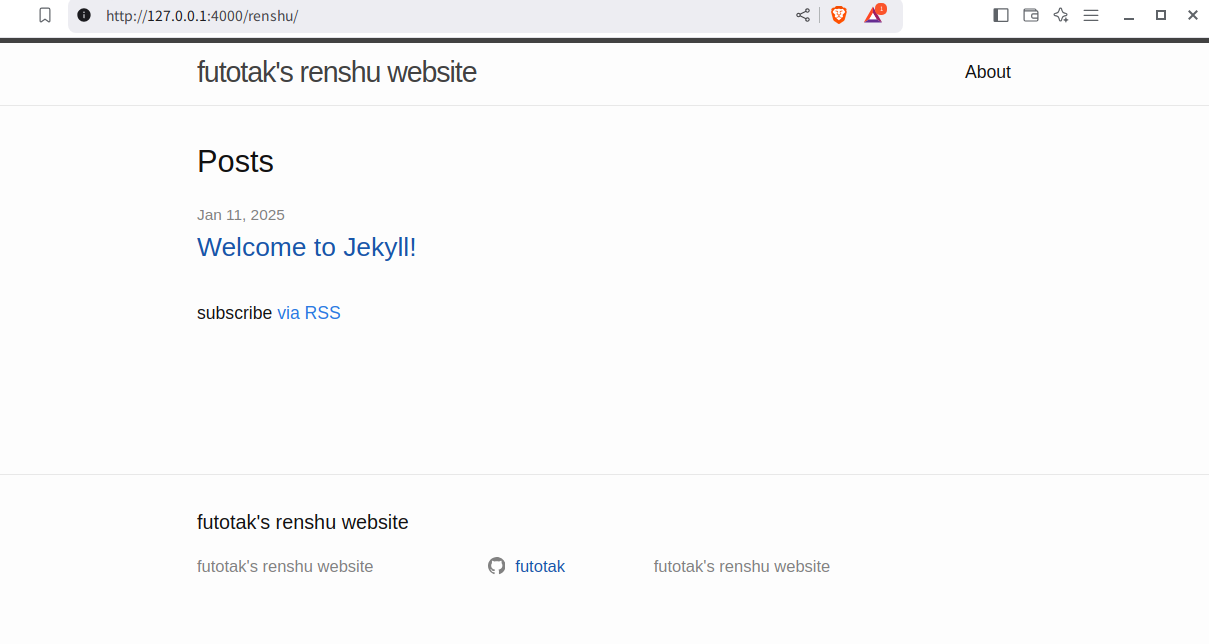 http://127.0.0.1:4000/renshu/
futotak's renshu website
About
Posts
Jan 11, 2025
Welcome to Jekyll!
subscribe via RSS
futotak's renshu website
futotak's renshu website
futotak
futotak's renshu website